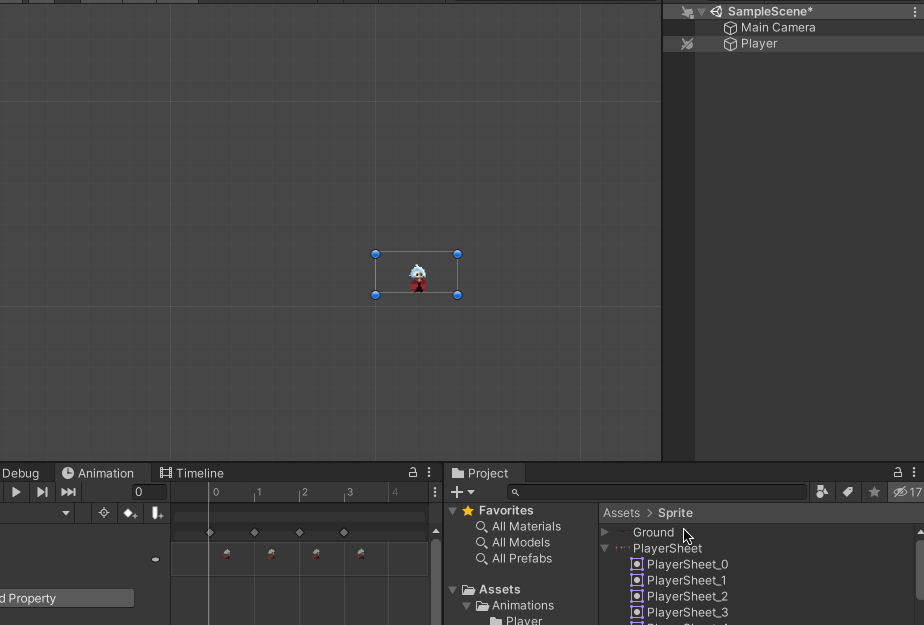 SampleScene*
Main Camera
Player
Debug
Animation
Timeline
0
0
1
2
3
4
d Property
Project
17
Favorites
All Materials
All Models
All Prefabs
Assets
Animations
Player
Assets > Sprite
Ground
PlayerSheet
PlayerSheet_0
PlayerSheet_1
PlayerSheet_2
PlayerSheet_3